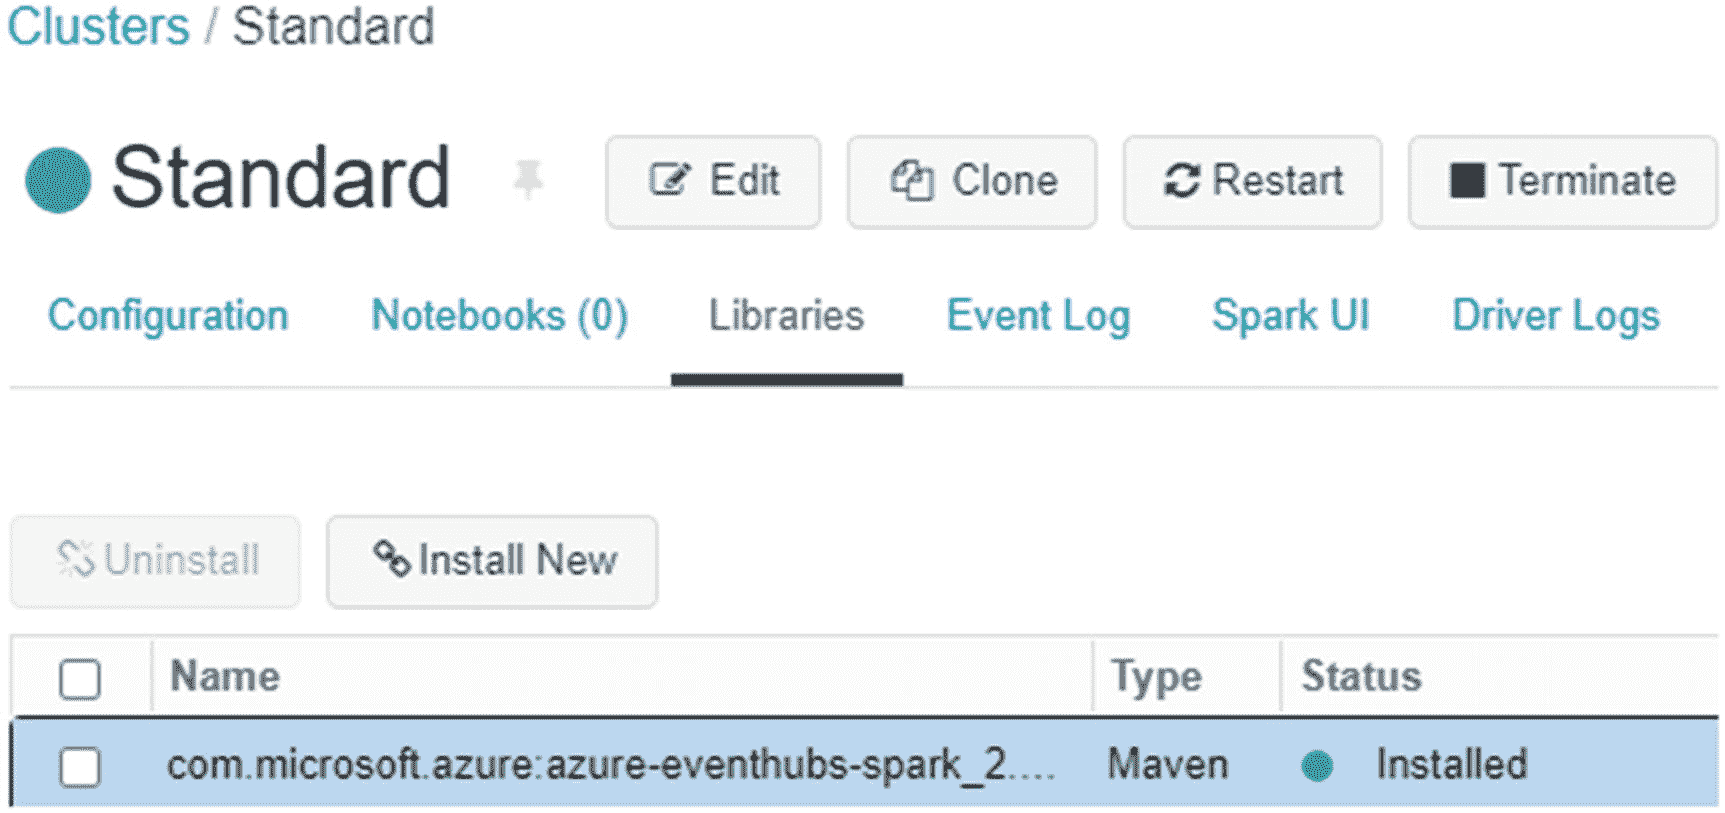 Clusters / Standard
Standard Edit Clone Restart Terminate
Configuration Notebooks (0) Libraries Event Log Spark UI Driver Logs
Uninstall Install New
Name Type Status
com.microsoft.azure:azure-eventhubs-spark_2.... Maven Installed